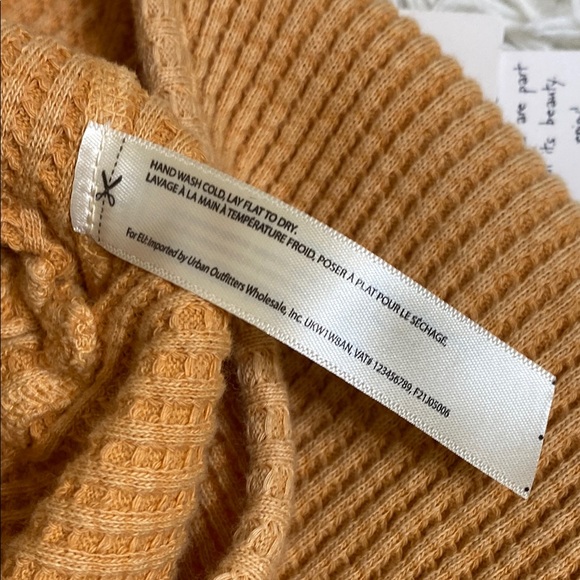 HAND WASH COLD, LAY FLAT TO DRY.
LAVAGE À LA MAIN À TEMPÉRATURE FROID, POSER À PLAT POUR LE SÉCHAGE.
For EU: Imported by Urban Outfitters Wholesale, Inc. UKW1W8AN, VAT# 123456789, F21J05006
are part
its beauty.